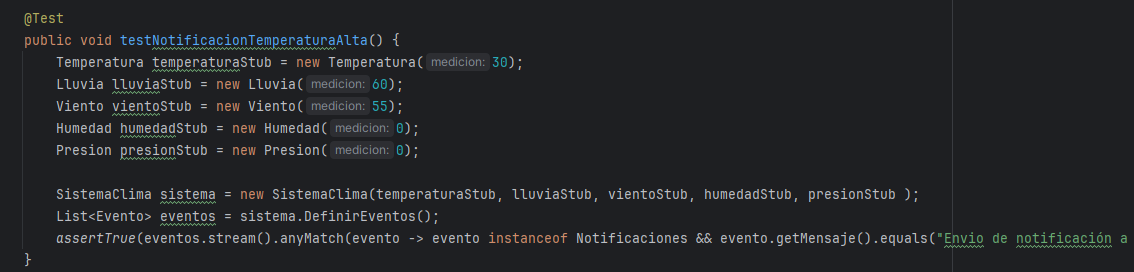 @Test
public void testNotificacionTemperaturaAlta() {
Temperatura temperaturaStub = new Temperatura( medicion: 30);
Lluvia lluviaStub = new Lluvia( medicion: 60);
Viento vientoStub = new Viento( medicion: 55);
Humedad humedadStub = new Humedad( medicion: 0);
Presion presionStub = new Presion( medicion: 0);
SistemaClima sistema = new SistemaClima(temperaturaStub, lluviaStub, vientoStub, humedadStub, presionStub );
List<Evento> eventos = sistema.DefinirEventos();
assertTrue(eventos.stream().anyMatch(evento -> evento instanceof Notificaciones && evento.getMensaje().equals("Envio de notificación a
}